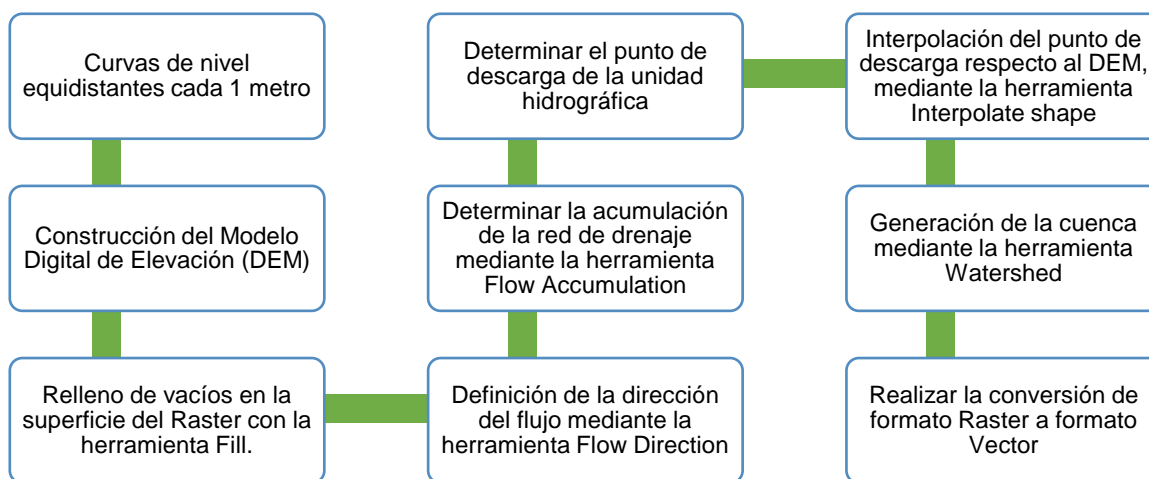 Curvas de nivel
equidistantes cada 1 metro
Construcción del Modelo
Digital de Elevación (DEM)
Relleno de vacíos en la
superficie del Raster con la
herramienta Fill.
Definición de la dirección
del flujo mediante la
herramienta Flow Direction
Determinar la acumulación
de la red de drenaje
mediante la herramienta
Flow Accumulation
Determinar el punto de
descarga de la unidad
hidrográfica
Interpolación del punto de
descarga respecto al DEM,
mediante la herramienta
Interpolate shape
Generación de la cuenca
mediante la herramienta
Watershed
Realizar la conversión de
formato Raster a formato
Vector